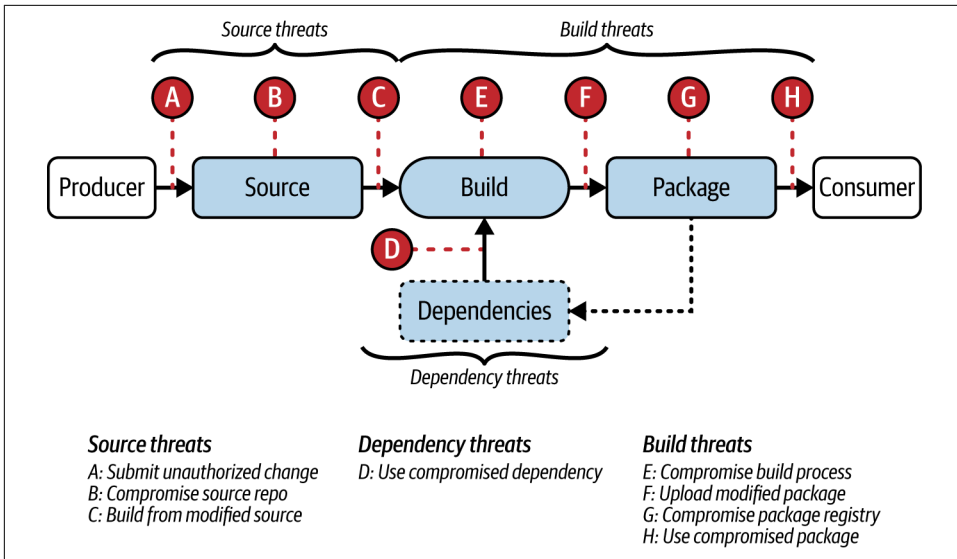 Source threats
Build threats
A
B
C
E
F
G
H
Producer
Source
Build
Package
Consumer
D
Dependencies
Dependency threats
Source threats
A: Submit unauthorized change
B: Compromise source repo
C: Build from modified source
Dependency threats
D: Use compromised dependency
Build threats
E: Compromise build process
F: Upload modified package
G: Compromise package registry
H: Use compromised package